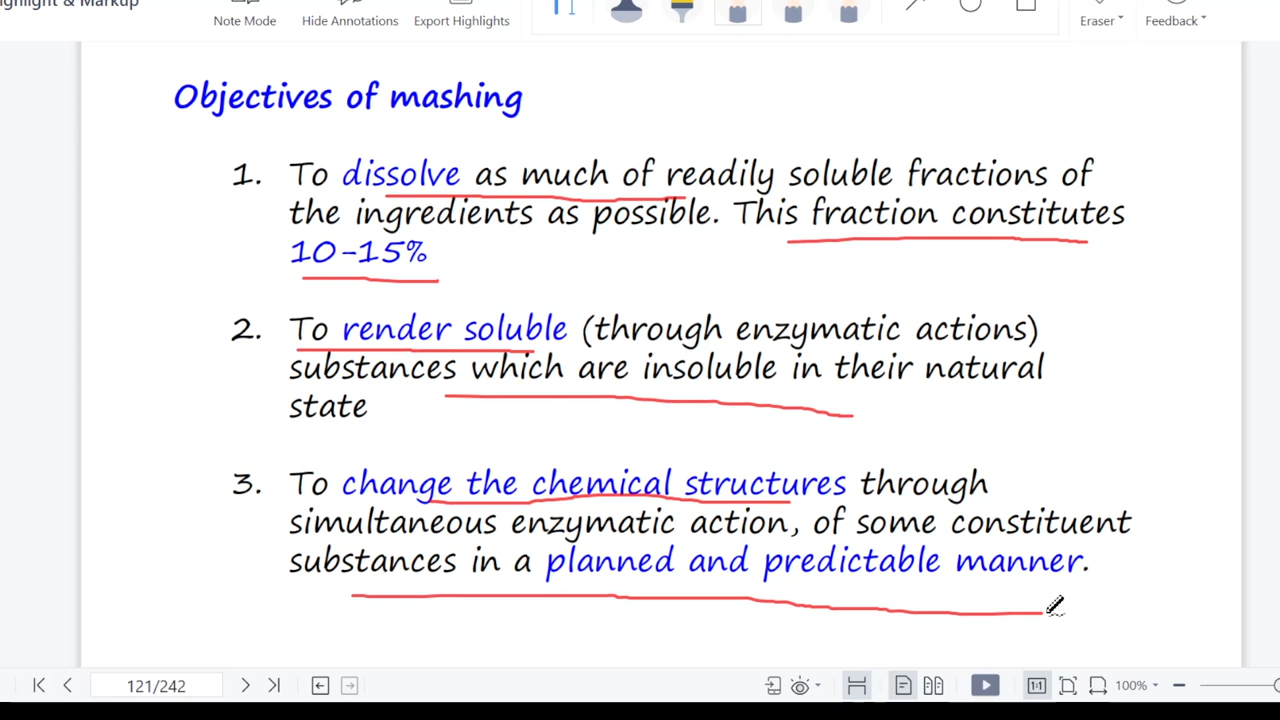 Highlight & Markup
Note Mode
Hide Annotations
Export Highlights
Eraser
Feedback
Objectives of mashing
1. To dissolve as much of readily soluble fractions of
the ingredients as possible. This fraction constitutes
10-15%
2. To render soluble (through enzymatic actions)
substances which are insoluble in their natural
state
3. To change the chemical structures through
simultaneous enzymatic action, of some constituent
substances in a planned and predictable manner.
121/242
1:1
100%